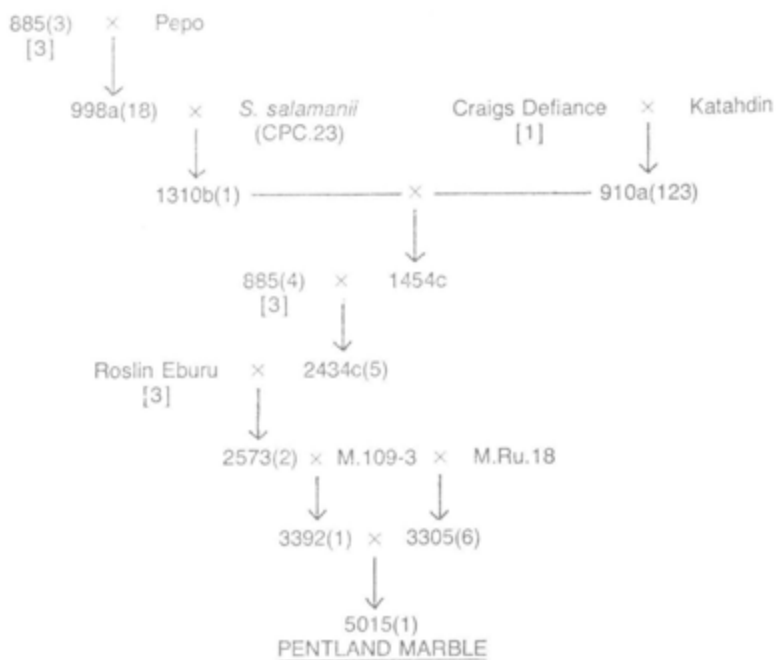 885(3) × Pepo
[3]
998a(18) × S. salamanii Craigs Defiance × Katahdin
(CPC.23) [1]
1310b(1) × 910a(123)
885(4) × 1454c
[3]
Roslin Eburu × 2434c(5)
[3]
2573(2) × M.109-3 × M.Ru.18
3392(1) × 3305(6)
5015(1)
PENTLAND MARBLE